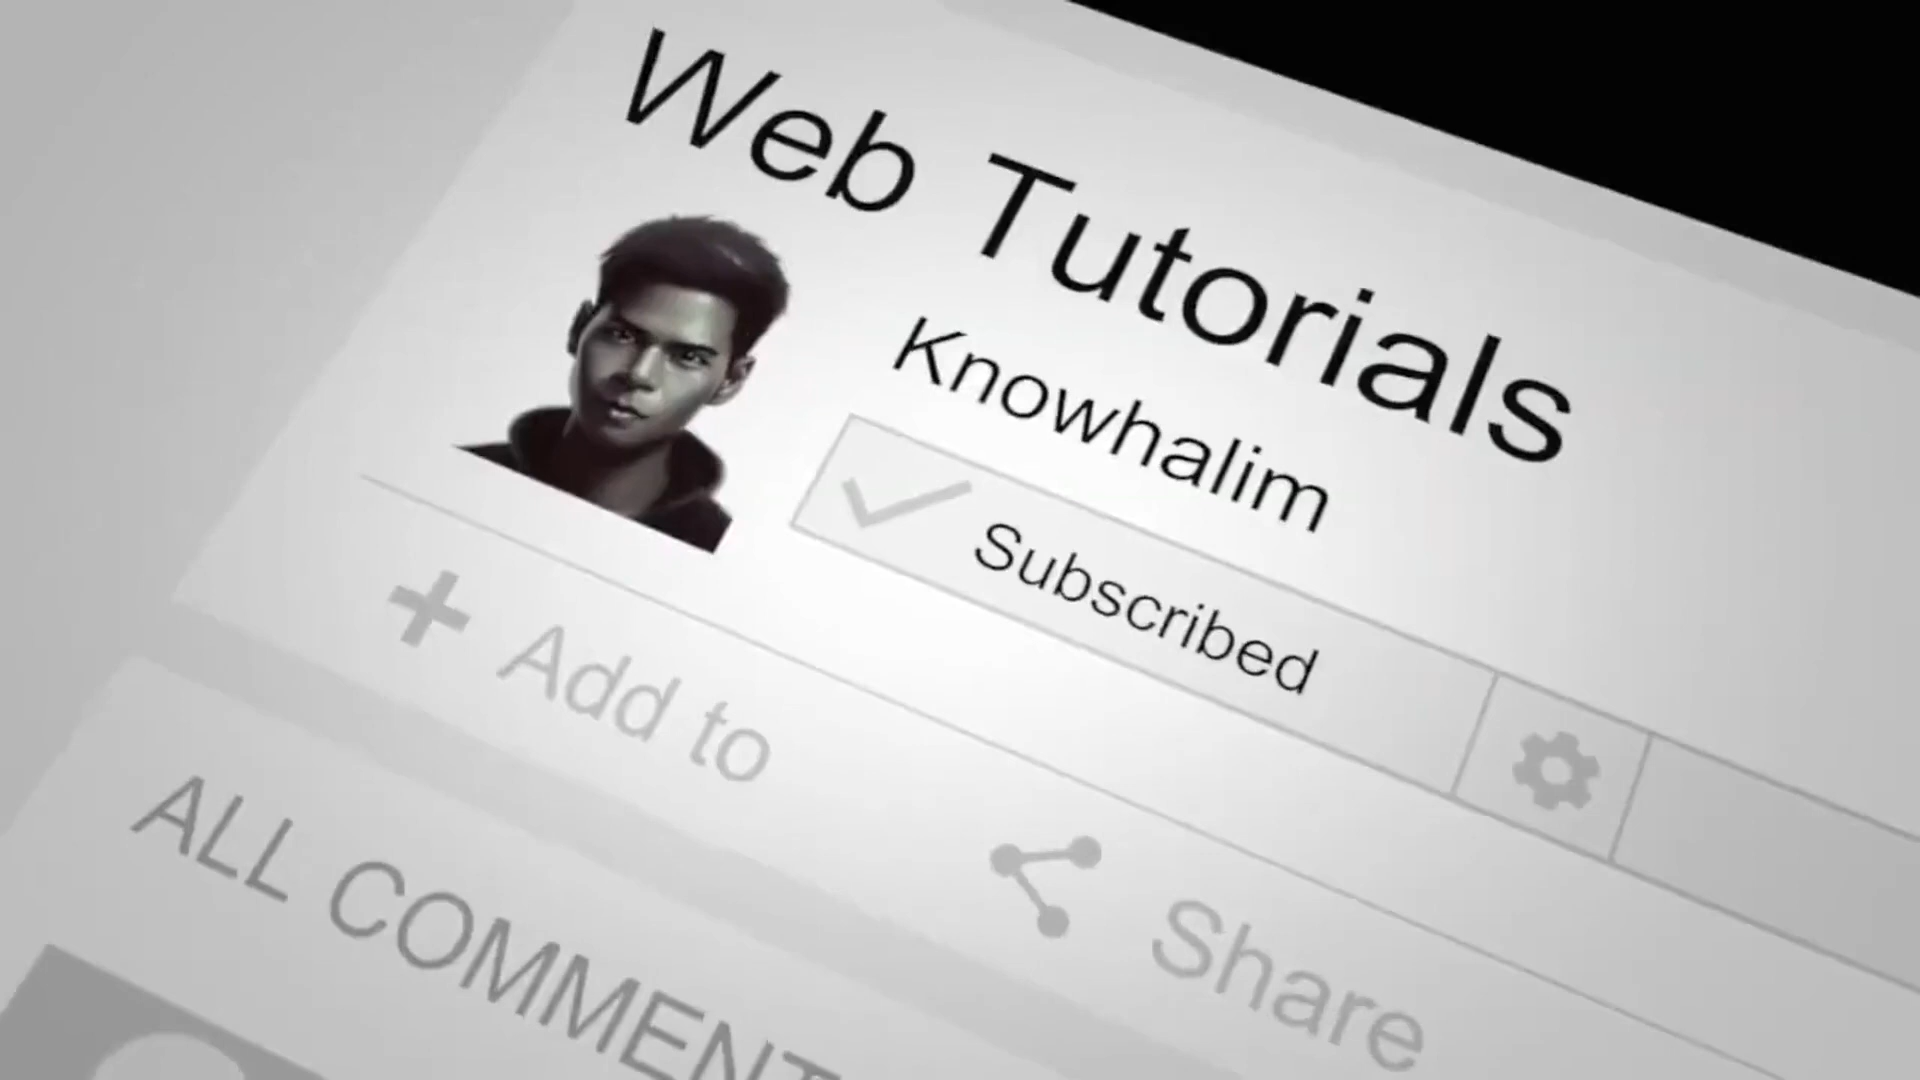 Web Tutorials
Knowhalim
Subscribed
Add to
Share
ALL COMMENT